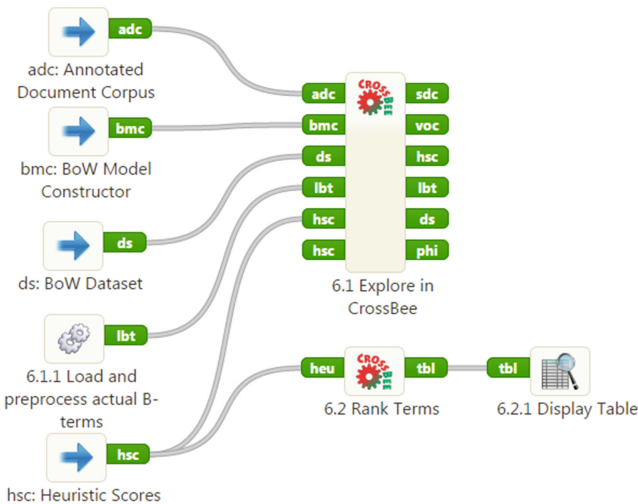 adc
adc: Annotated
Document Corpus
bmc
bmc: BoW Model
Constructor
ds
ds: BoW Dataset
lbt
6.1.1 Load and
preprocess actual B-
terms
hsc
hsc: Heuristic Scores
CROSS
BEE
adc
sdc
bmc
voc
ds
hsc
lbt
lbt
hsc
ds
hsc
phi
6.1 Explore in
CrossBee
heu
CROSS
BEE
tbl
6.2 Rank Terms
tbl
6.2.1 Display Table